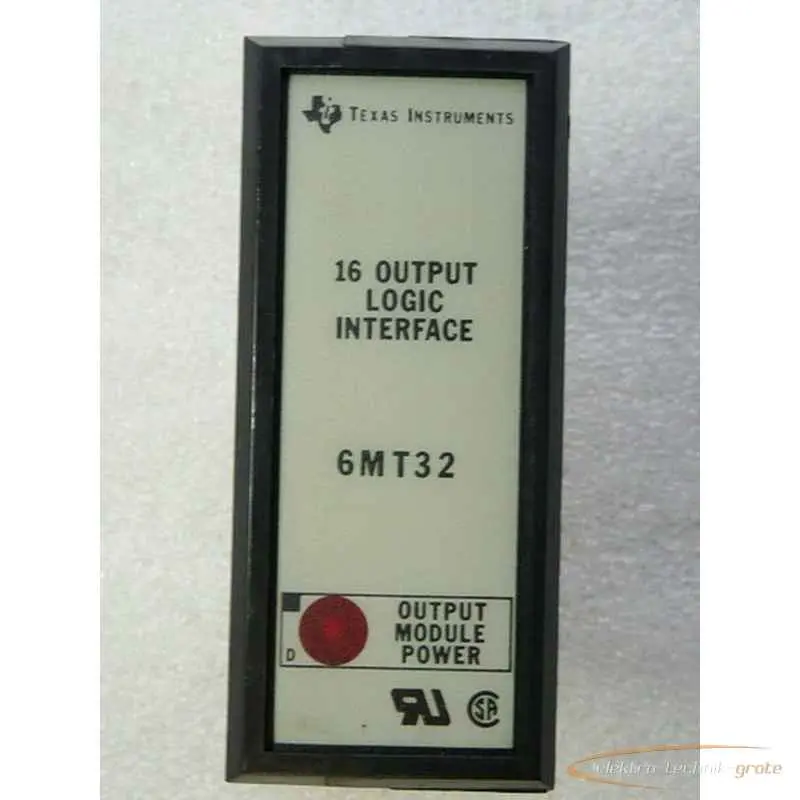 TEXAS INSTRUMENTS
16 OUTPUT
LOGIC
INTERFACE
6MT32
OUTPUT
MODULE
POWER
D
elektro-technik-grote